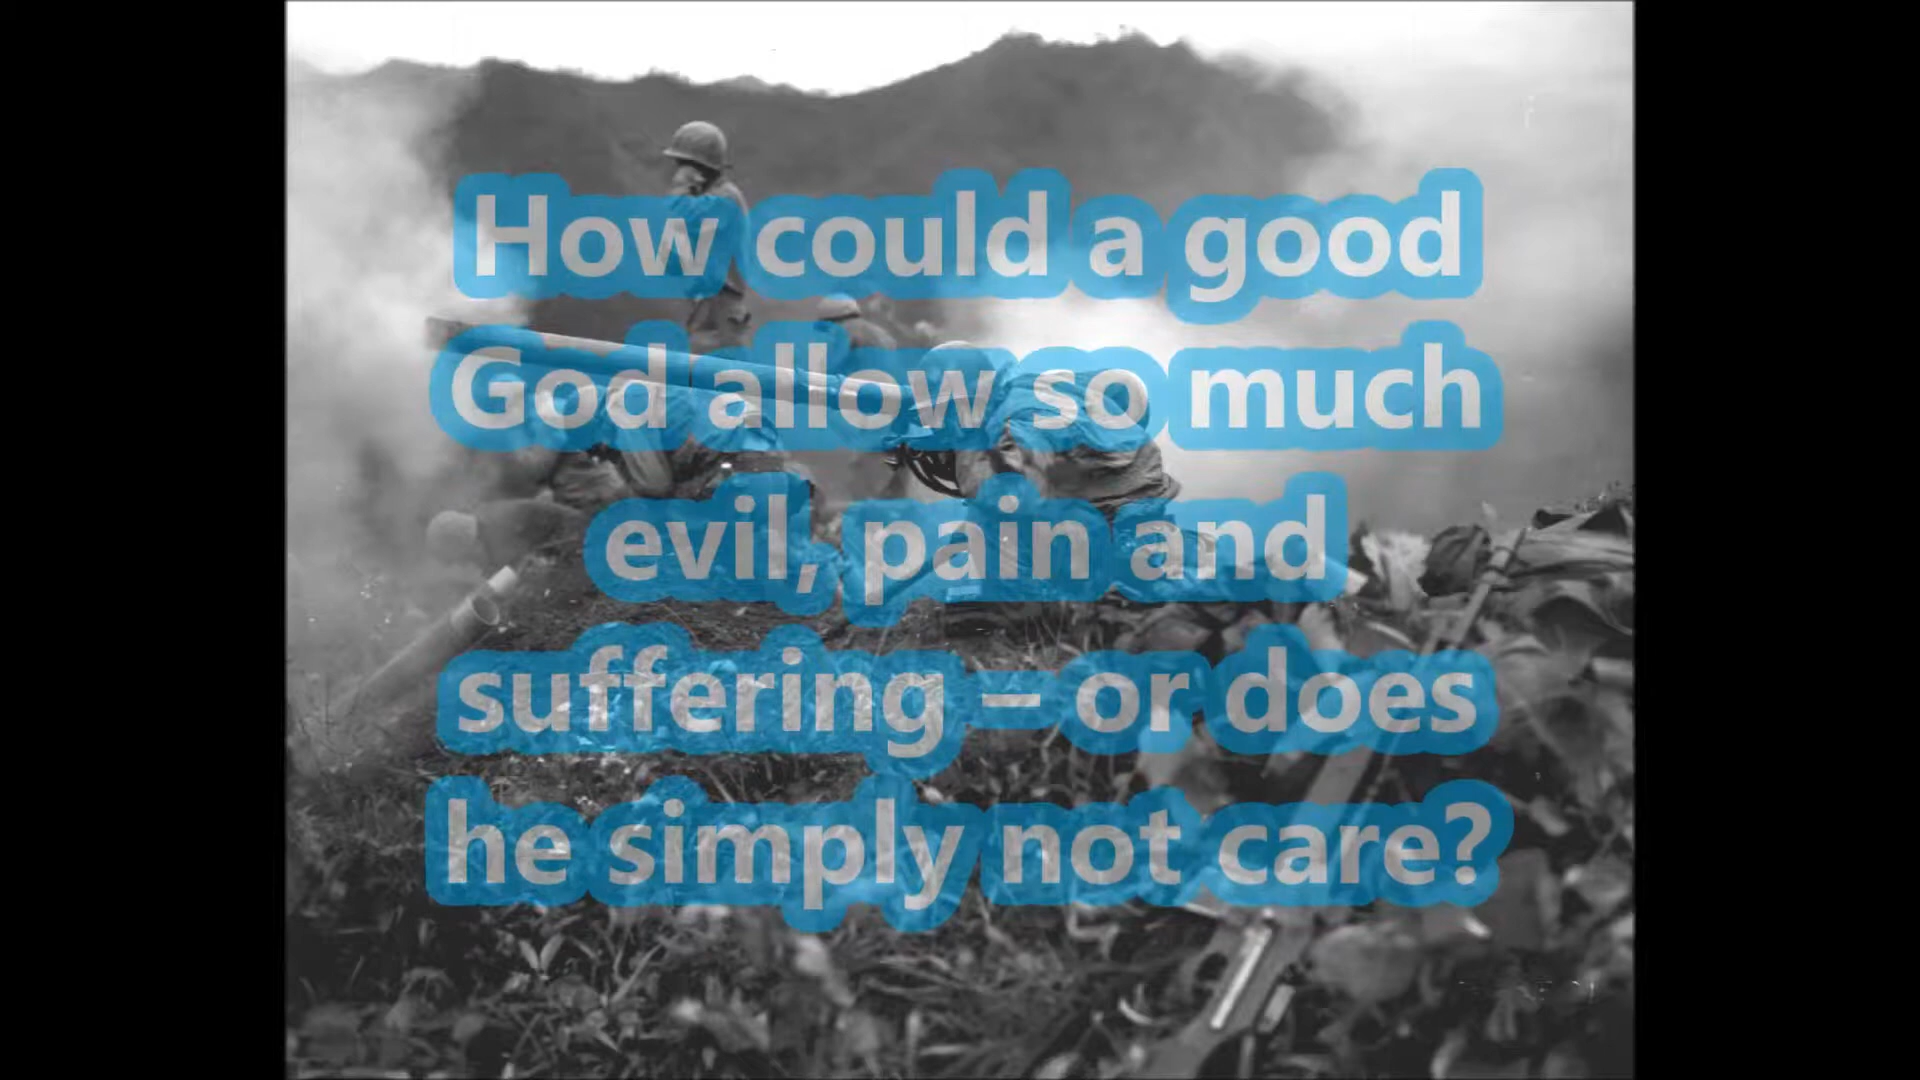 How could a good
God allow so much
evil, pain and
suffering – or does
he simply not care?